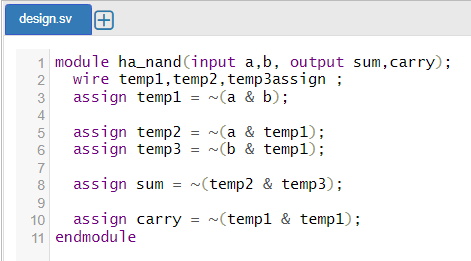 design.sv
1 module ha_nand(input a,b, output sum,carry);
2 wire temp1,temp2,temp3assign ;
3 assign temp1 = ~(a & b);
4
5 assign temp2 = ~(a & temp1);
6 assign temp3 = ~(b & temp1);
7
8 assign sum = ~(temp2 & temp3);
9
10 assign carry = ~(temp1 & temp1);
11 endmodule